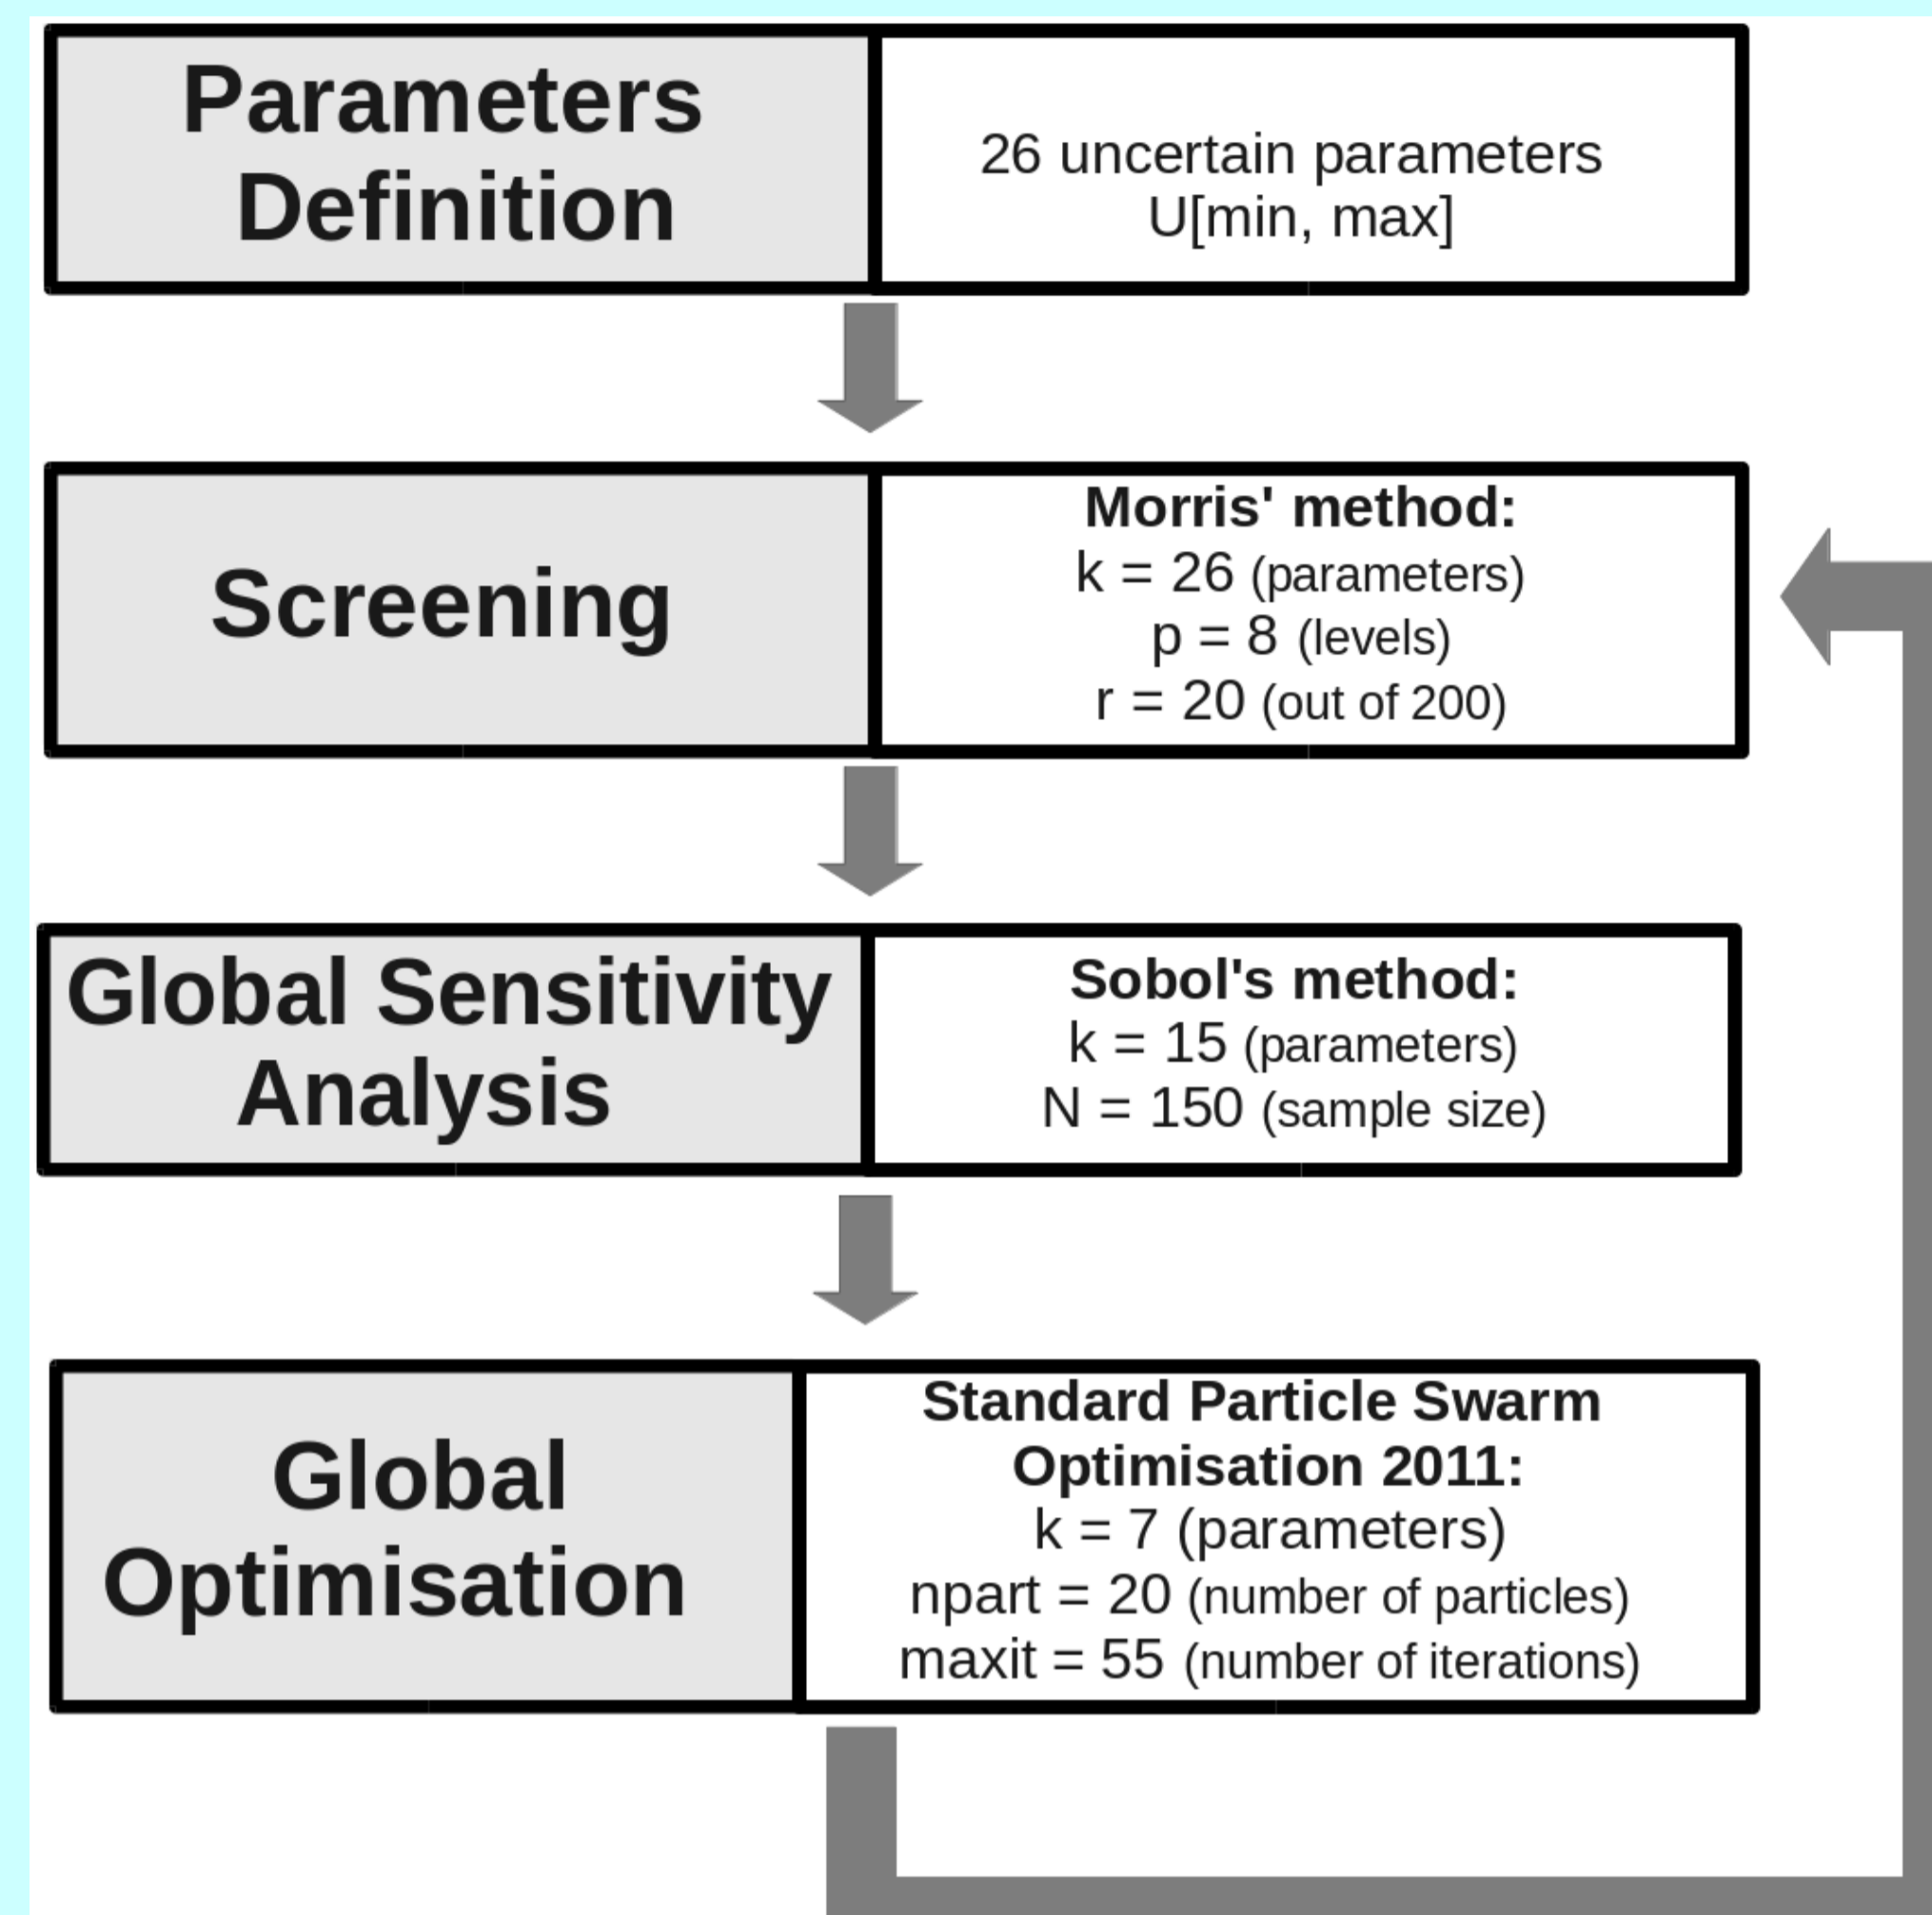 Parameters
Definition
26 uncertain parameters
U[min, max]
Screening
Morris' method:
k = 26 (parameters)
p = 8 (levels)
r = 20 (out of 200)
Global Sensitivity
Analysis
Sobol's method:
k = 15 (parameters)
N = 150 (sample size)
Global
Optimisation
Standard Particle Swarm
Optimisation 2011:
k = 7 (parameters)
npart = 20 (number of particles)
maxit = 55 (number of iterations)